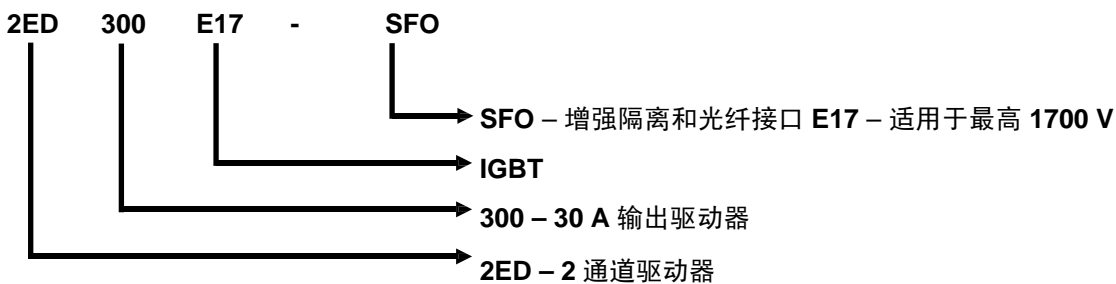 2ED 300 E17 - SFO
SFO – 增强隔离和光纤接口 E17 – 适用于最高 1700 V
IGBT
300 – 30 A 输出驱动器
2ED – 2 通道驱动器